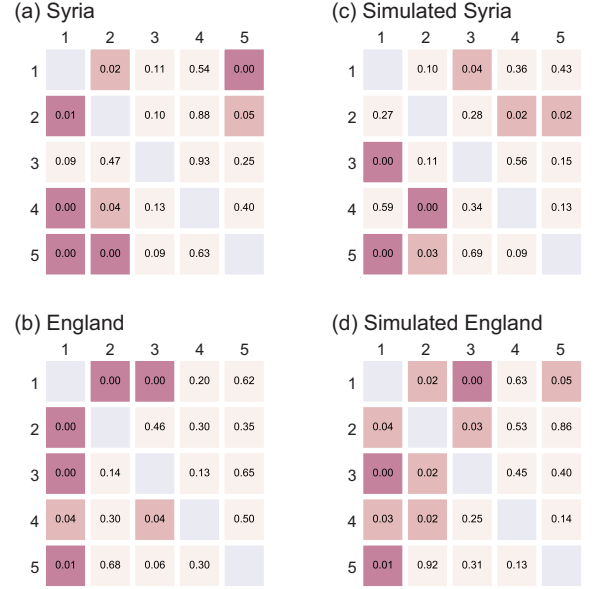 (a) Syria
1 2 3 4 5
1 0.02 0.11 0.54 0.00
2 0.01 0.10 0.88 0.05
3 0.09 0.47 0.93 0.25
4 0.00 0.04 0.13 0.40
5 0.00 0.00 0.09 0.63
(c) Simulated Syria
1 2 3 4 5
1 0.10 0.04 0.36 0.43
2 0.27 0.28 0.02 0.02
3 0.00 0.11 0.56 0.15
4 0.59 0.00 0.34 0.13
5 0.00 0.03 0.69 0.09
(b) England
1 2 3 4 5
1 0.00 0.00 0.20 0.62
2 0.00 0.46 0.30 0.35
3 0.00 0.14 0.13 0.65
4 0.04 0.30 0.04 0.50
5 0.01 0.68 0.06 0.30
(d) Simulated England
1 2 3 4 5
1 0.02 0.00 0.63 0.05
2 0.04 0.03 0.53 0.86
3 0.00 0.02 0.45 0.40
4 0.03 0.02 0.25 0.14
5 0.01 0.92 0.31 0.13